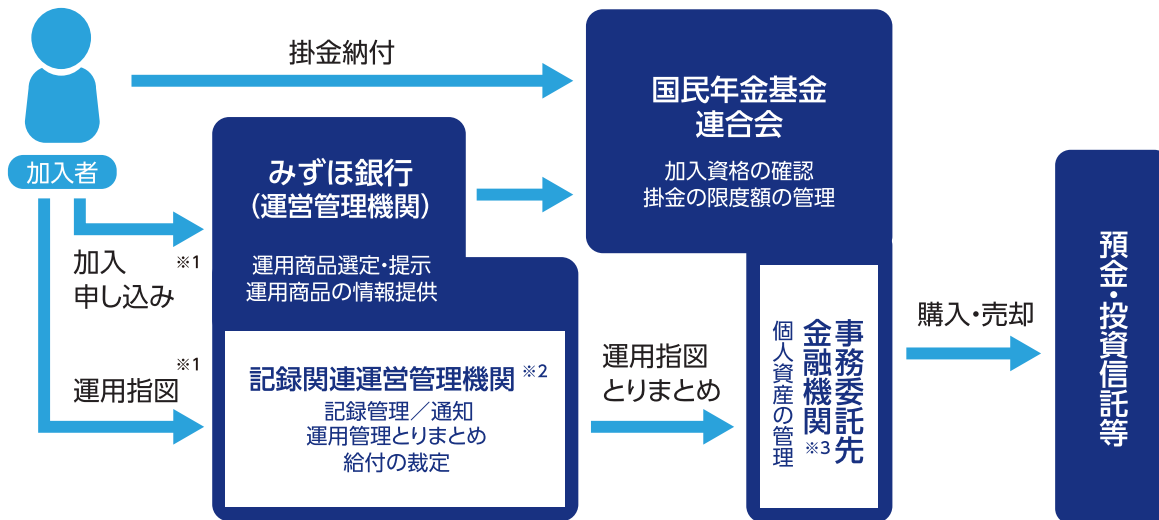 掛金納付
加入者
国民年金基金
連合会
加入資格の確認
掛金の限度額の管理
みずほ銀行
（運営管理機関）
運用商品選定・提示
運用商品の情報提供
加入 ※1
申し込み
運用指図 ※1
記録関連運営管理機関 ※2
記録管理／通知
運用管理とりまとめ
給付の裁定
運用指図
とりまとめ
事務委託先
金融機関 ※3
個人資産の管理
購入・売却
預金・投資信託等